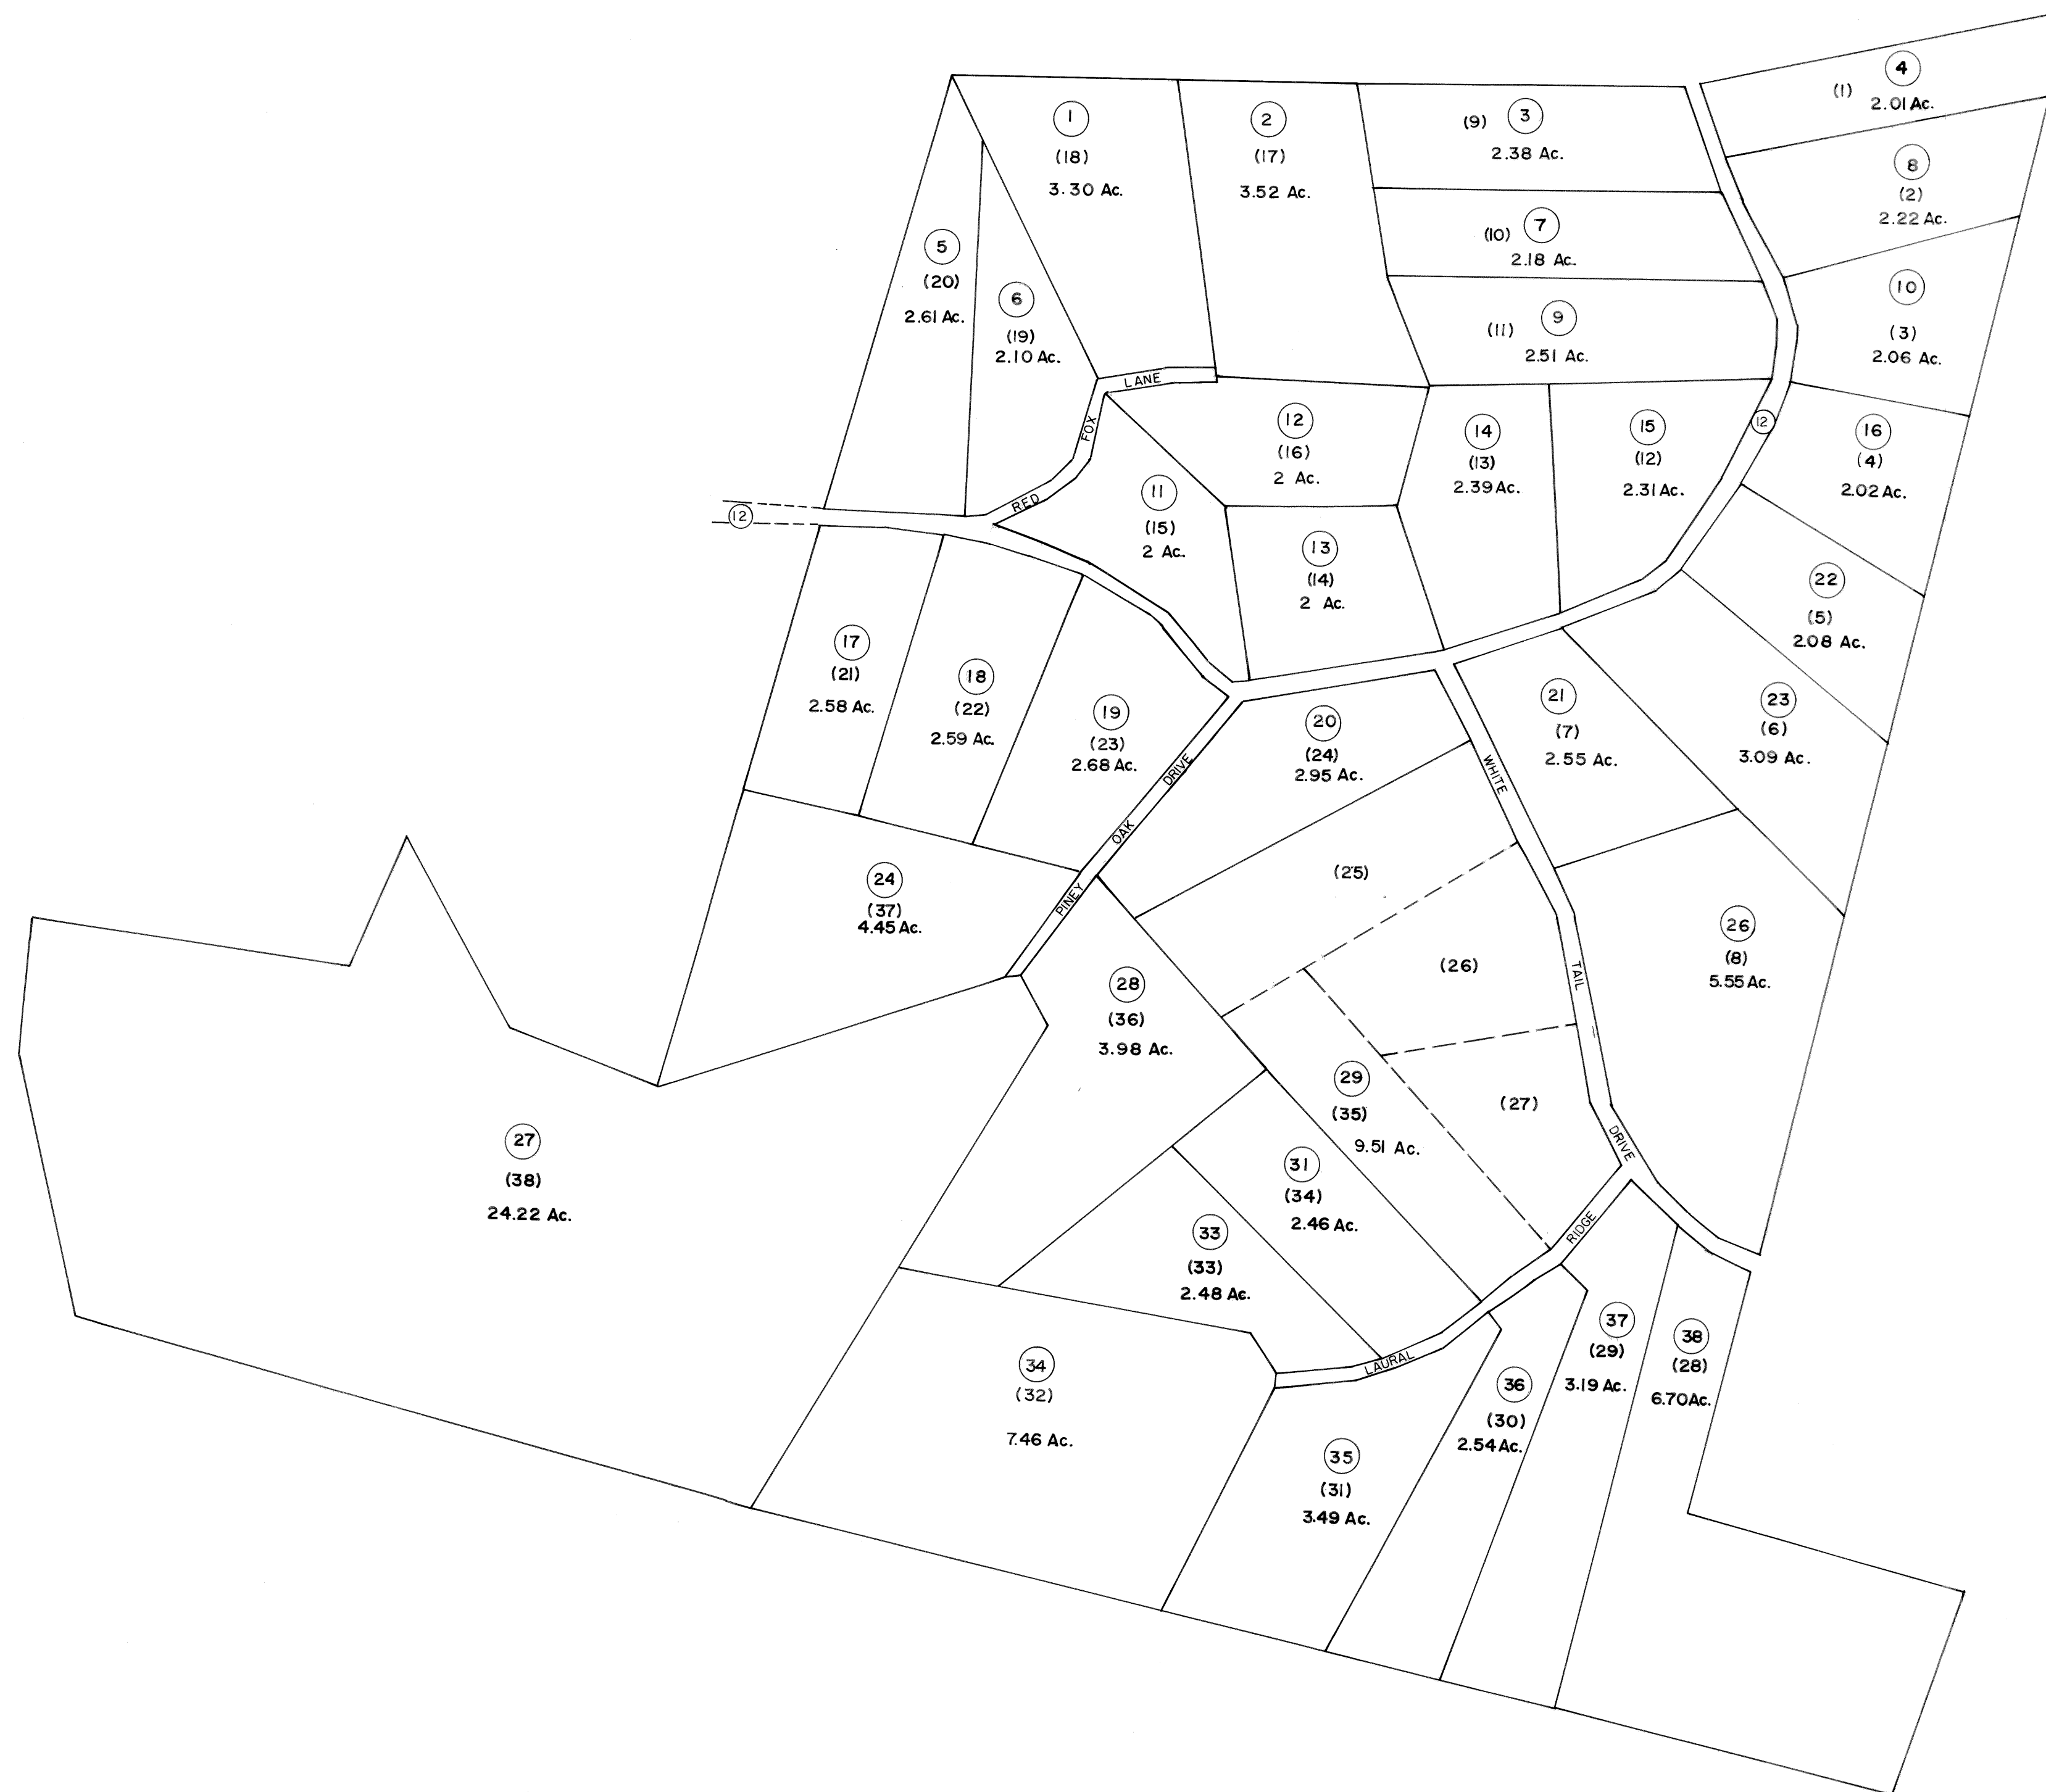 4
(1)
2.01 Ac.
1
(18)
3.30 Ac.
2
(17)
3.52 Ac.
(9)
3
2.38 Ac.
8
(2)
2.22 Ac.
5
(20)
2.61 Ac.
6
(19)
2.10 Ac.
(10)
7
2.18 Ac.
(11)
9
2.51 Ac.
10
(3)
2.06 Ac.
RED FOX LANE
12
12
(16)
2 Ac.
14
(13)
2.39 Ac.
15
(12)
2.31 Ac.
12
16
(4)
2.02 Ac.
11
(15)
2 Ac.
13
(14)
2 Ac.
22
(5)
2.08 Ac.
17
(21)
2.58 Ac.
18
(22)
2.59 Ac.
19
(23)
2.68 Ac.
20
(24)
2.95 Ac.
21
(7)
2.55 Ac.
23
(6)
3.09 Ac.
PINEY OAK DRIVE
WHITE TAIL DRIVE
24
(37)
4.45 Ac.
(25)
(26)
26
(8)
5.55 Ac.
28
(36)
3.98 Ac.
29
(35)
9.51 Ac.
(27)
27
(38)
24.22 Ac.
31
(34)
2.46 Ac.
33
(33)
2.48 Ac.
LAURAL RIDGE
34
(32)
7.46 Ac.
35
(31)
3.49 Ac.
36
(30)
2.54 Ac.
37
(29)
3.19 Ac.
38
(28)
6.70 Ac.